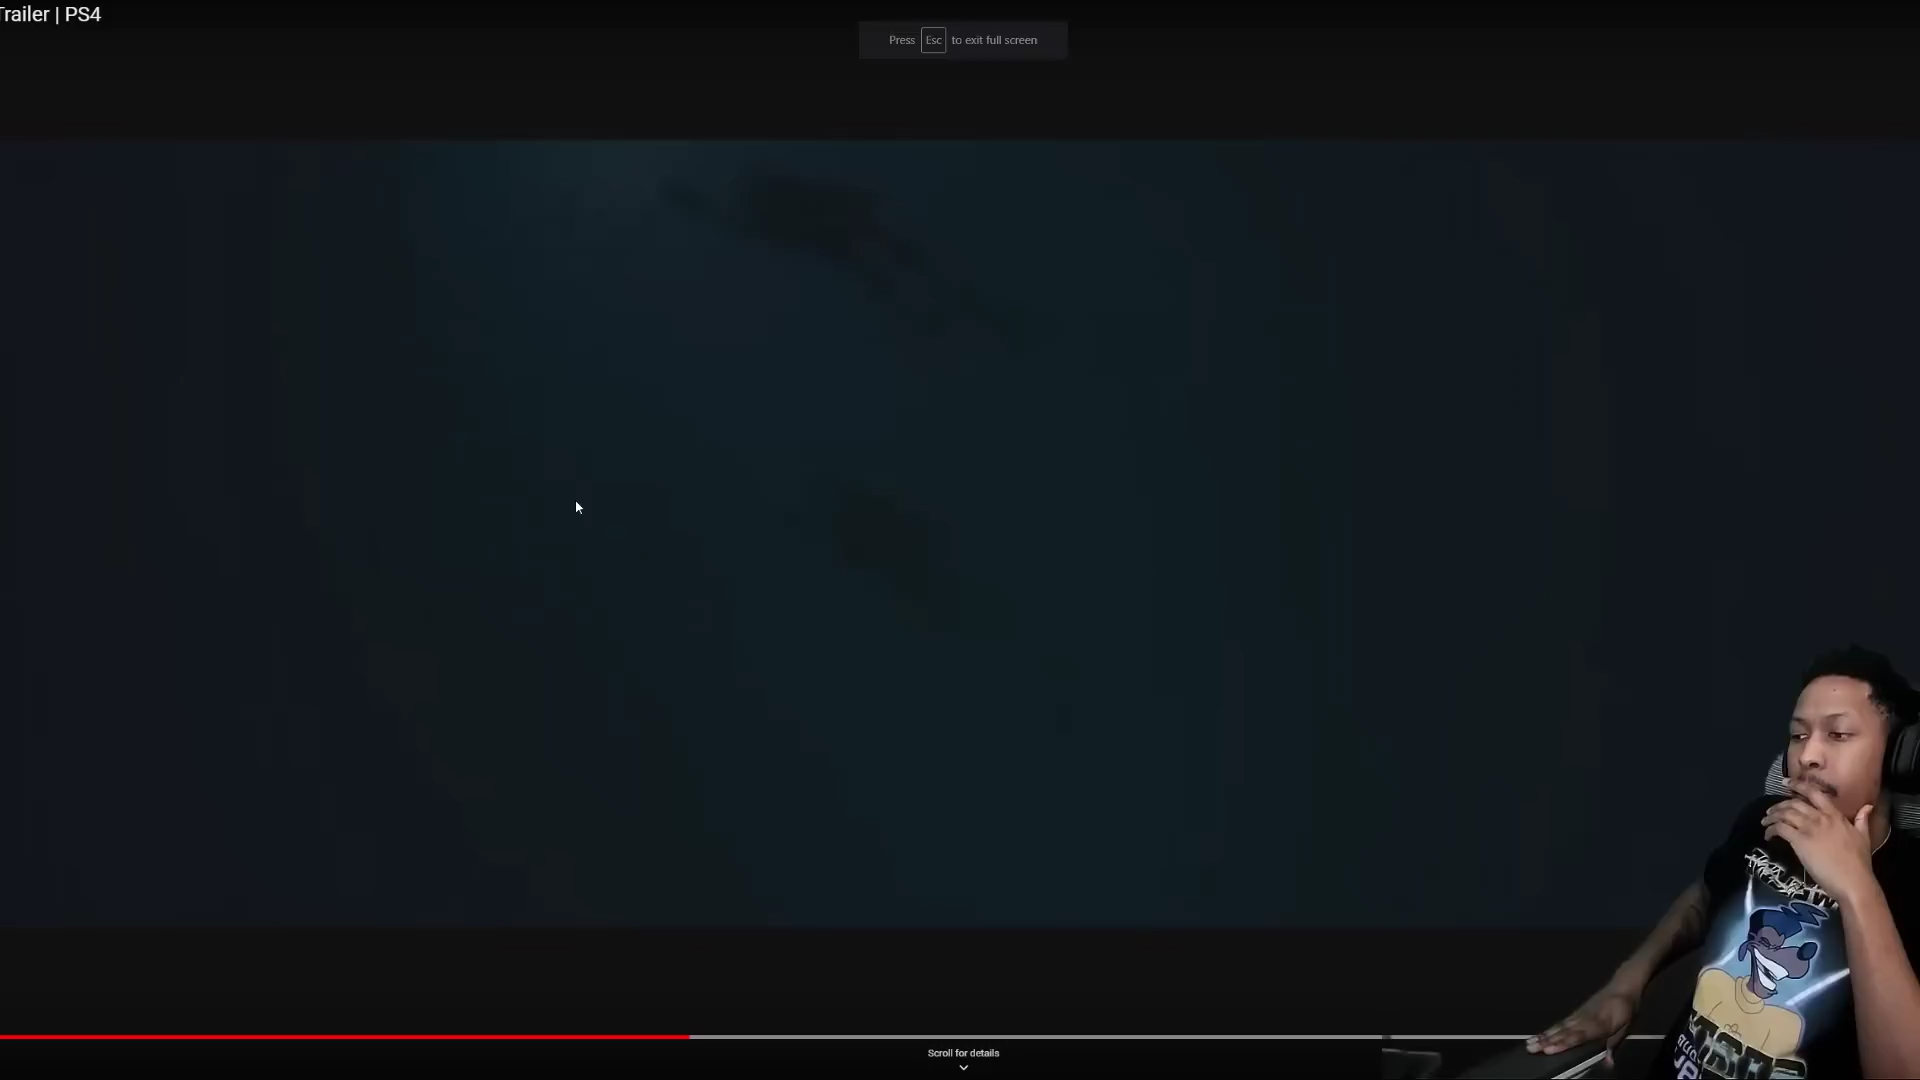 Trailer | PS4
Press Esc to exit full screen
Scroll for details